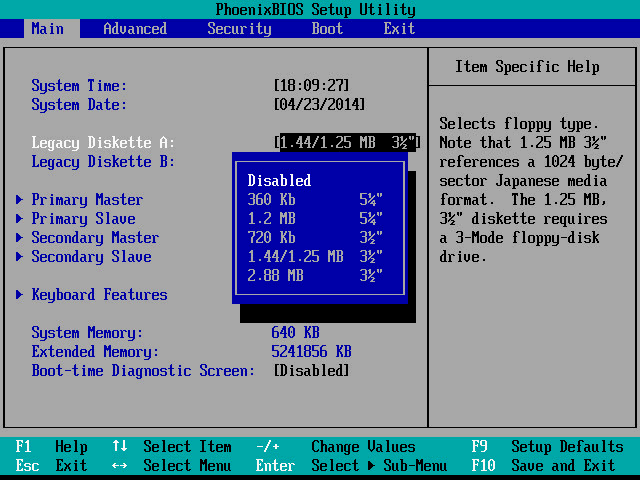 PhoenixBIOS Setup Utility
Main Advanced Security Boot Exit
Item Specific Help
System Time: [18:09:27]
System Date: [04/23/2014]
Legacy Diskette A: [1.44/1.25 MB 3½"]
Legacy Diskette B:
Disabled
360 Kb 5¼"
1.2 MB 5¼"
720 Kb 3½"
1.44/1.25 MB 3½"
2.88 MB 3½"
Primary Master
Primary Slave
Secondary Master
Secondary Slave
Keyboard Features
System Memory: 640 KB
Extended Memory: 5241856 KB
Boot-time Diagnostic Screen: [Disabled]
Selects floppy type.
Note that 1.25 MB 3½"
references a 1024 byte/
sector Japanese media
format. The 1.25 MB,
3½" diskette requires
a 3-Mode floppy-disk
drive.
F1 Help ↑↓ Select Item -/+ Change Values F9 Setup Defaults
Esc Exit ↔ Select Menu Enter Select ▶ Sub-Menu F10 Save and Exit